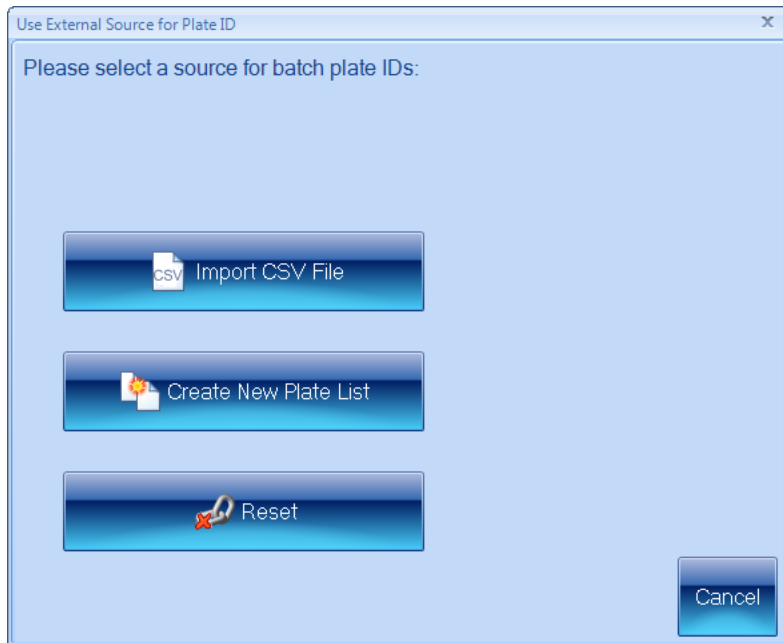 Use External Source for Plate ID
Please select a source for batch plate IDs:
CSV
Import CSV File
Create New Plate List
Reset
Cancel